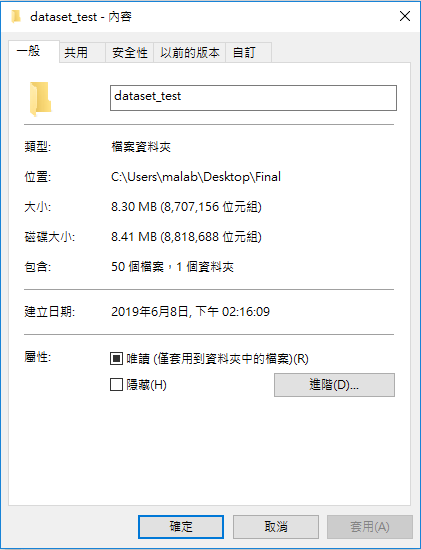 dataset_test - 內容
一般 共用 安全性 以前的版本 自訂
dataset_test
類型: 檔案資料夾
位置: C:\Users\malab\Desktop\Final
大小: 8.30 MB (8,707,156 位元組)
磁碟大小: 8.41 MB (8,818,688 位元組)
包含: 50 個檔案，1 個資料夾
建立日期: 2019年6月8日, 下午 02:16:09
屬性: 唯讀 (僅套用到資料夾中的檔案)(R)
隱藏(H) 進階(D)...
確定 取消 套用(A)